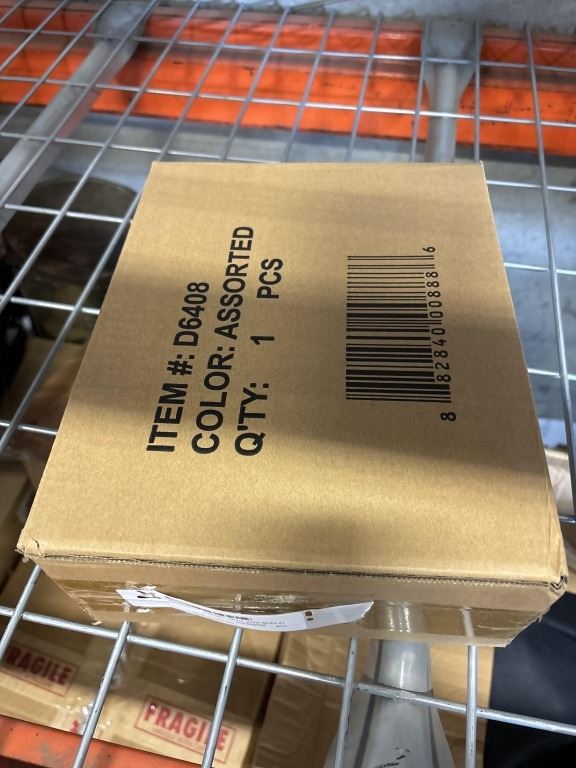 ITEM #: D6408
COLOR: ASSORTED
Q'TY: 1 PCS
8 82840 00888 6
FRAGILE
FRAGILE